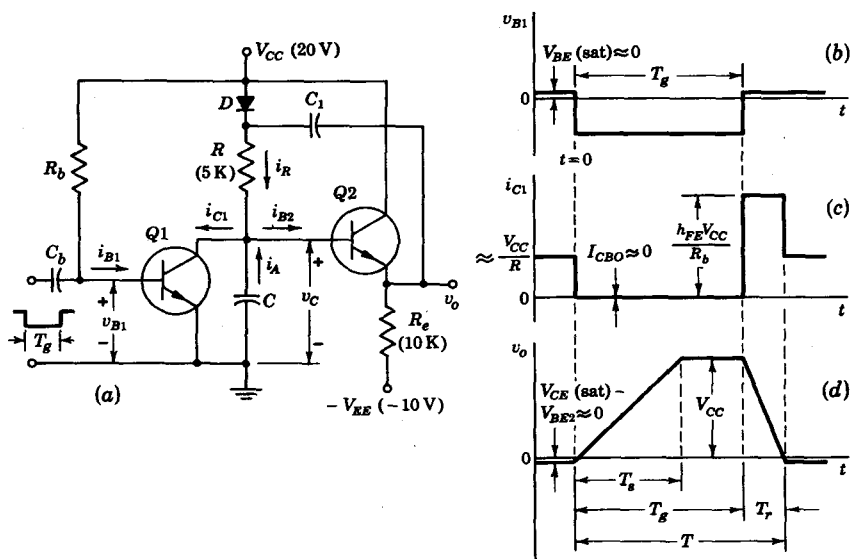 V_CC (20 V)
D
C_1
R_b
R
(5 K)
i_R
Q2
i_C1
i_B2
Q1
C_b
i_B1
i_A
+
v_B1
−
T_g
C
+
v_C
−
v_o
R_e
(10 K)
−V_EE (−10 V)
(a)
v_B1
(b)
V_BE (sat) ≈ 0
T_g
0
t
t = 0
i_C1
(c)
≈ V_CC/R
I_CBO ≈ 0
h_FE V_CC/R_b
0
t
v_o
(d)
V_CE (sat) −
V_BE2 ≈ 0
V_CC
0
t
T_s
T_g
T_r
T